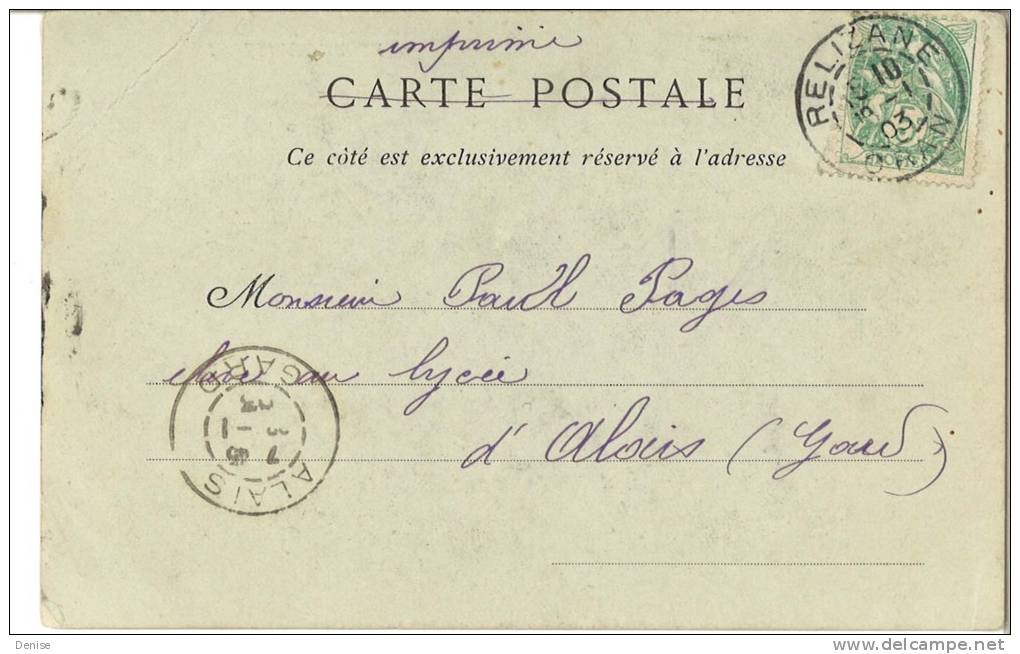 imprimé
CARTE POSTALE
Ce côté est exclusivement réservé à l'adresse
RELIZANE
10
03
ORAN
Monsieur Paul Pages
élève au lycée
d'Alais (Gard)
ALAIS
GARD
Denise
delcampe.net